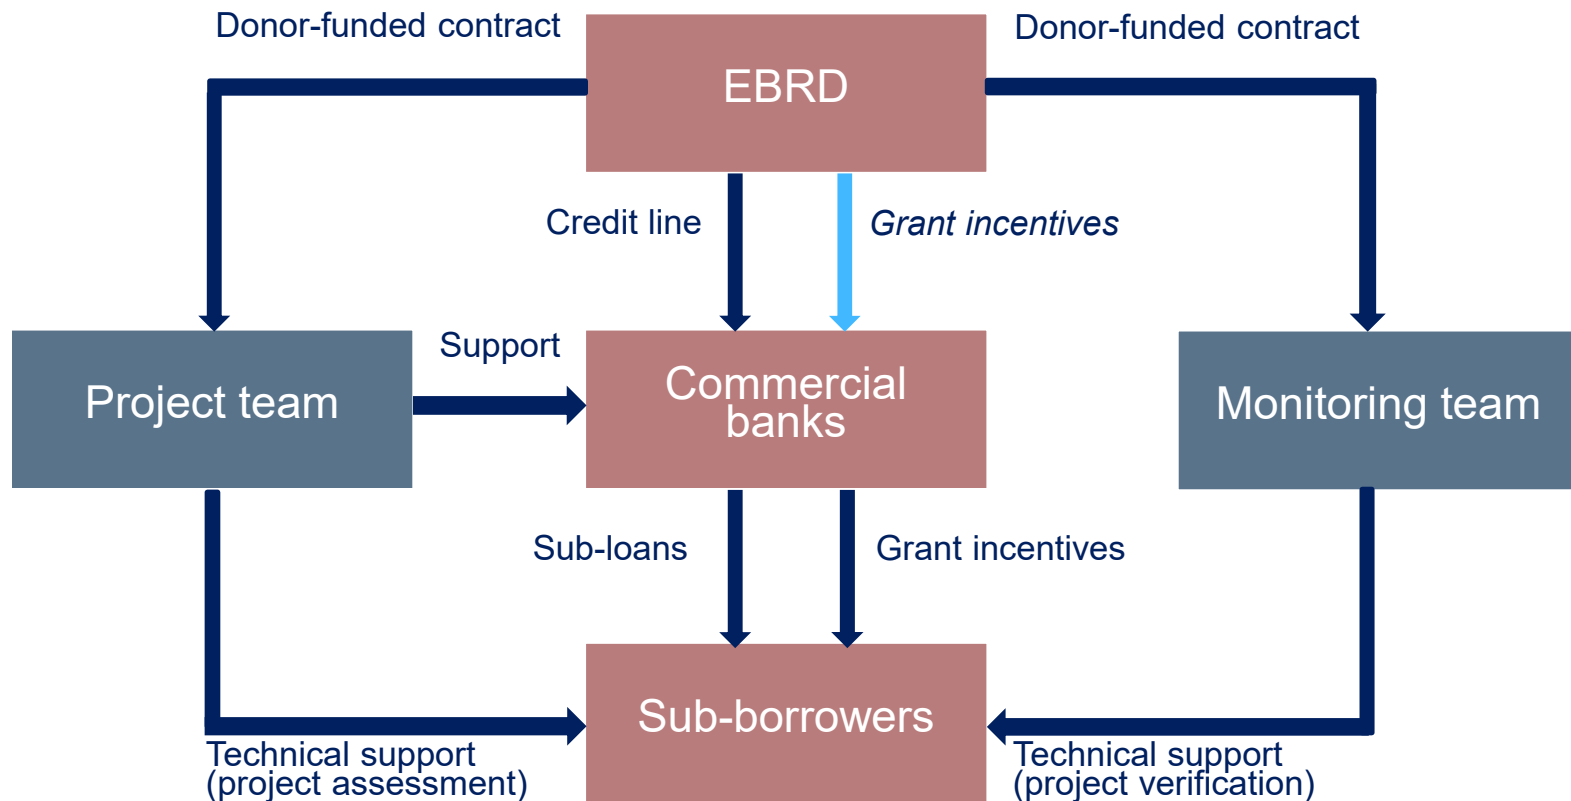 Donor-funded contract
EBRD
Donor-funded contract
Credit line
Grant incentives
Project team
Support
Commercial
banks
Monitoring team
Sub-loans
Grant incentives
Sub-borrowers
Technical support
(project assessment)
Technical support
(project verification)